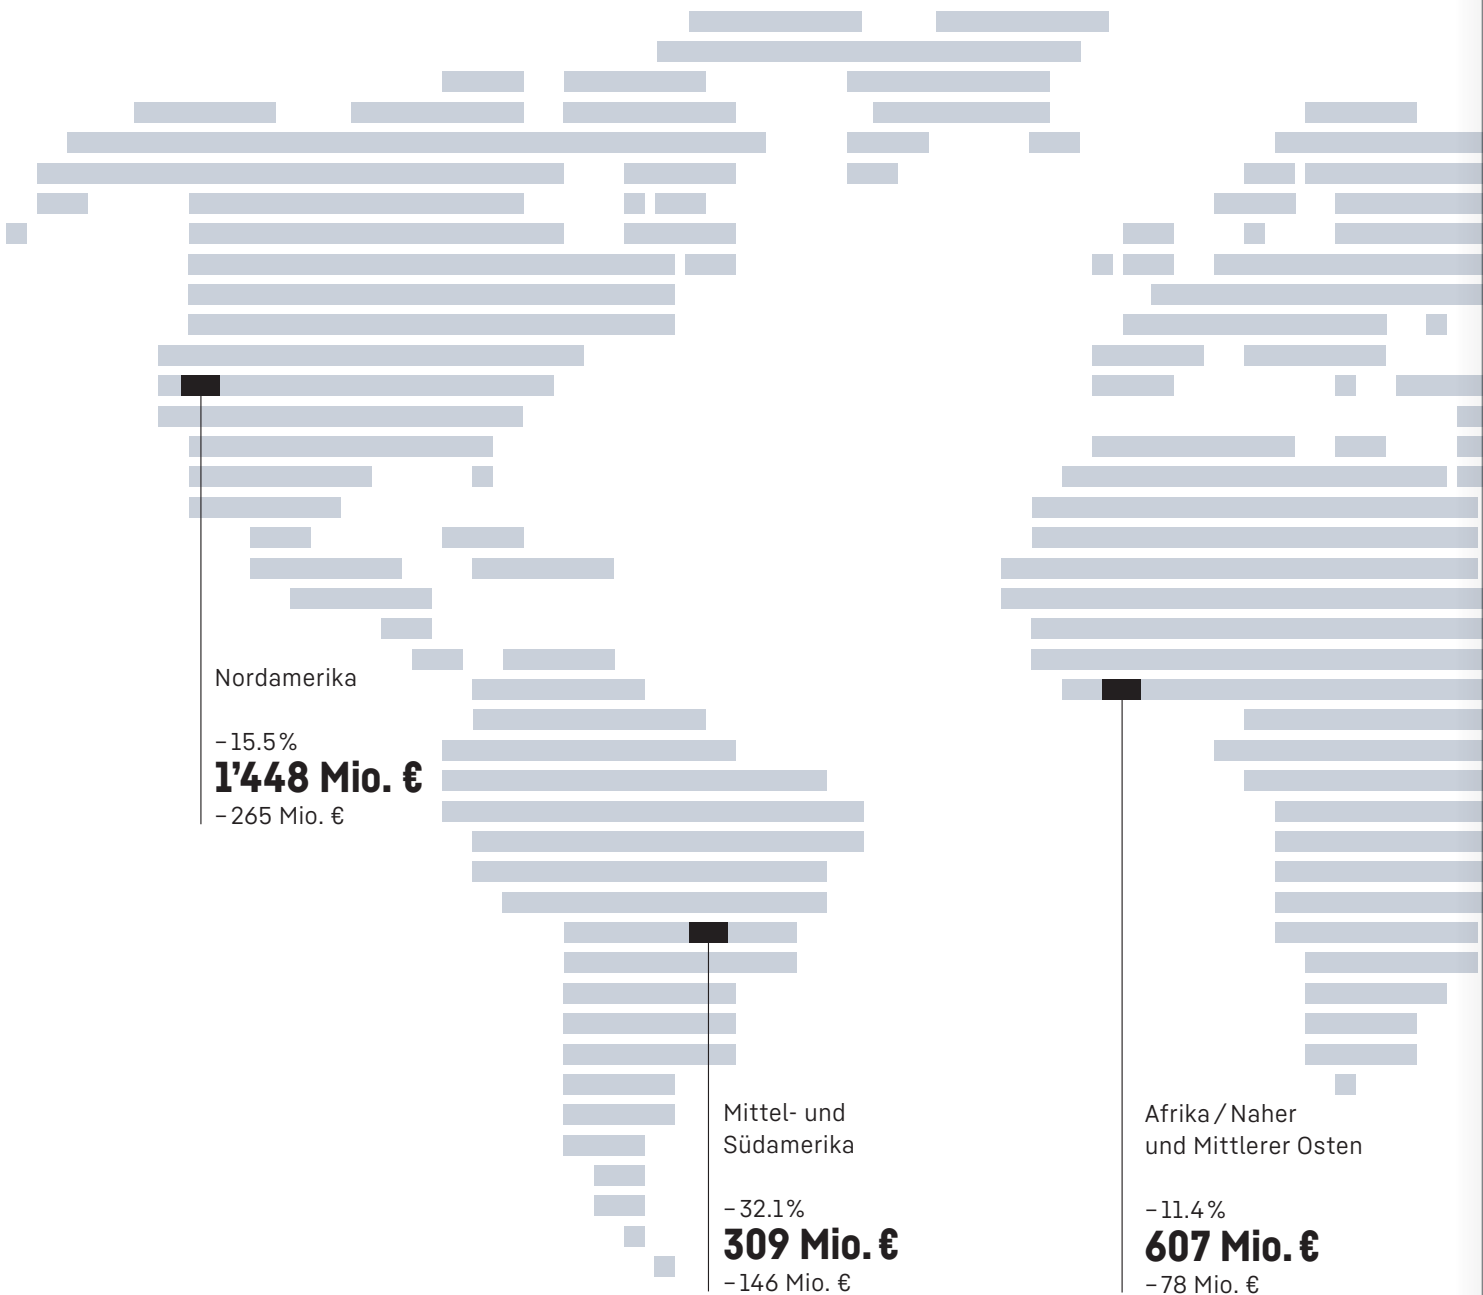 Nordamerika
–15.5%
1’448 Mio. €
–265 Mio. €
Mittel- und
Südamerika
–32.1%
309 Mio. €
–146 Mio. €
Afrika/Naher
und Mittlerer Osten
–11.4%
607 Mio. €
–78 Mio. €